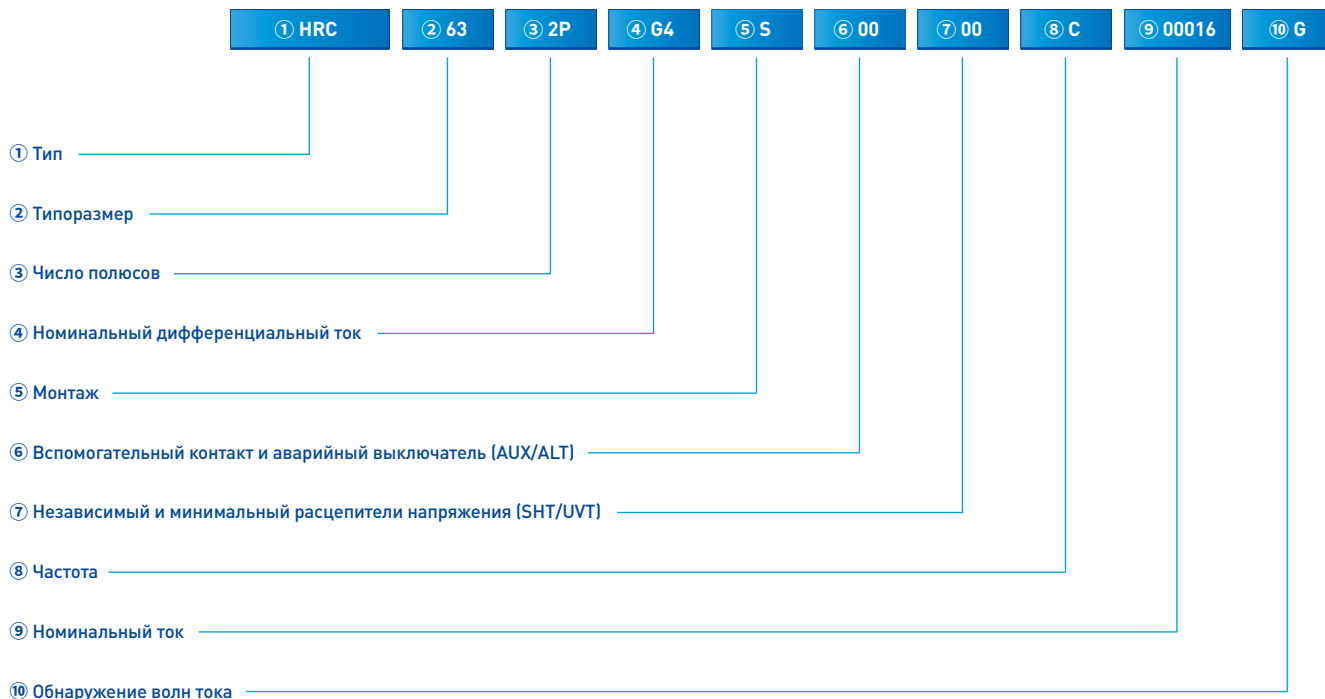 ① HRC ② 63 ③ 2P ④ G4 ⑤ S ⑥ 00 ⑦ 00 ⑧ C ⑨ 00016 ⑩ G
① Тип
② Типоразмер
③ Число полюсов
④ Номинальный дифференциальный ток
⑤ Монтаж
⑥ Вспомогательный контакт и аварийный выключатель (AUX/ALT)
⑦ Независимый и минимальный расцепители напряжения (SHT/UVT)
⑧ Частота
⑨ Номинальный ток
⑩ Обнаружение волн тока